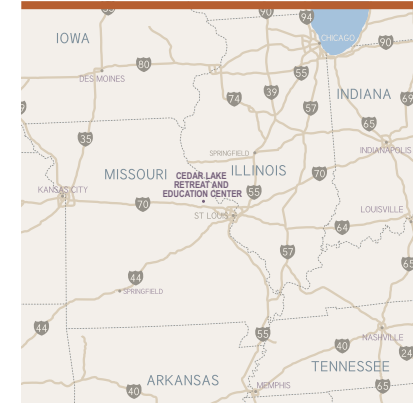 90
94
CHICAGO
IOWA
90
80
55
DES MOINES
39
74
57
INDIANA
69
65
35
SPRINGFIELD
INDIANAPOLIS
MISSOURI
CEDAR LAKE
RETREAT AND
EDUCATION CENTER
ILLINOIS
70
55
KANSAS CITY
70
ST LOUIS
LOUISVILLE
64
57
44
SPRINGFIELD
44
55
NASHVILLE
40
24
TENNESSEE
ARKANSAS
40
MEMPHIS
65